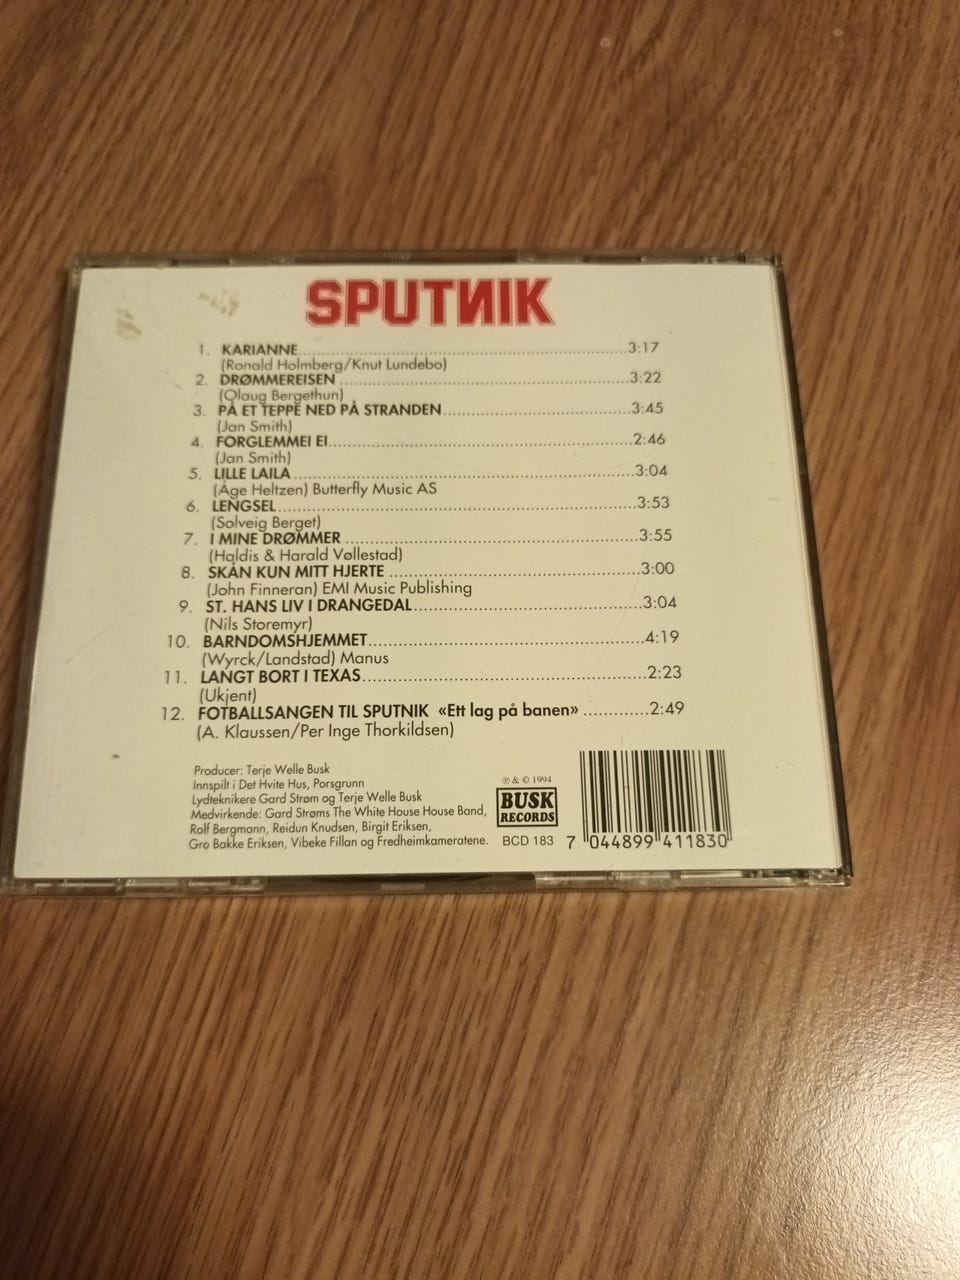 SPUTNIK
1. KARIANNE 3:17
(Ronald Holmberg/Knut Lundebo)
2. DRØMMEREISEN 3:22
(Olaug Bergethun)
3. PÅ ET TEPPE NED PÅ STRANDEN 3:45
(Jan Smith)
4. FORGLEMMEI EI 2:46
(Jan Smith)
5. LILLE LAILA 3:04
(Åge Heltzen) Butterfly Music AS
6. LENGSEL 3:53
(Solveig Berget)
7. I MINE DRØMMER 3:55
(Haldis & Harald Vøllestad)
8. SKÅN KUN MITT HJERTE 3:00
(John Finneran) EMI Music Publishing
9. ST. HANS LIV I DRANGEDAL 3:04
(Nils Storemyr)
10. BARNDOMSHJEMMET 4:19
(Wyrck/Landstad) Manus
11. LANGT BORT I TEXAS 2:23
(Ukjent)
12. FOTBALLSANGEN TIL SPUTNIK «Ett lag på banen» 2:49
(A. Klaussen/Per Inge Thorkildsen)
Producer: Terje Welle Busk
Innspilt i Det Hvite Hus, Porsgrunn
Lydteknikere Gard Strøm og Terje Welle Busk
Medvirkende: Gard Strøms The White House House Band,
Rolf Bergmann, Reidun Knudsen, Birgit Eriksen,
Gro Bakke Eriksen, Vibeke Fillan og Fredheimkameratene.
℗ & © 1994
BUSK
RECORDS
BCD 183
7 044899 411830